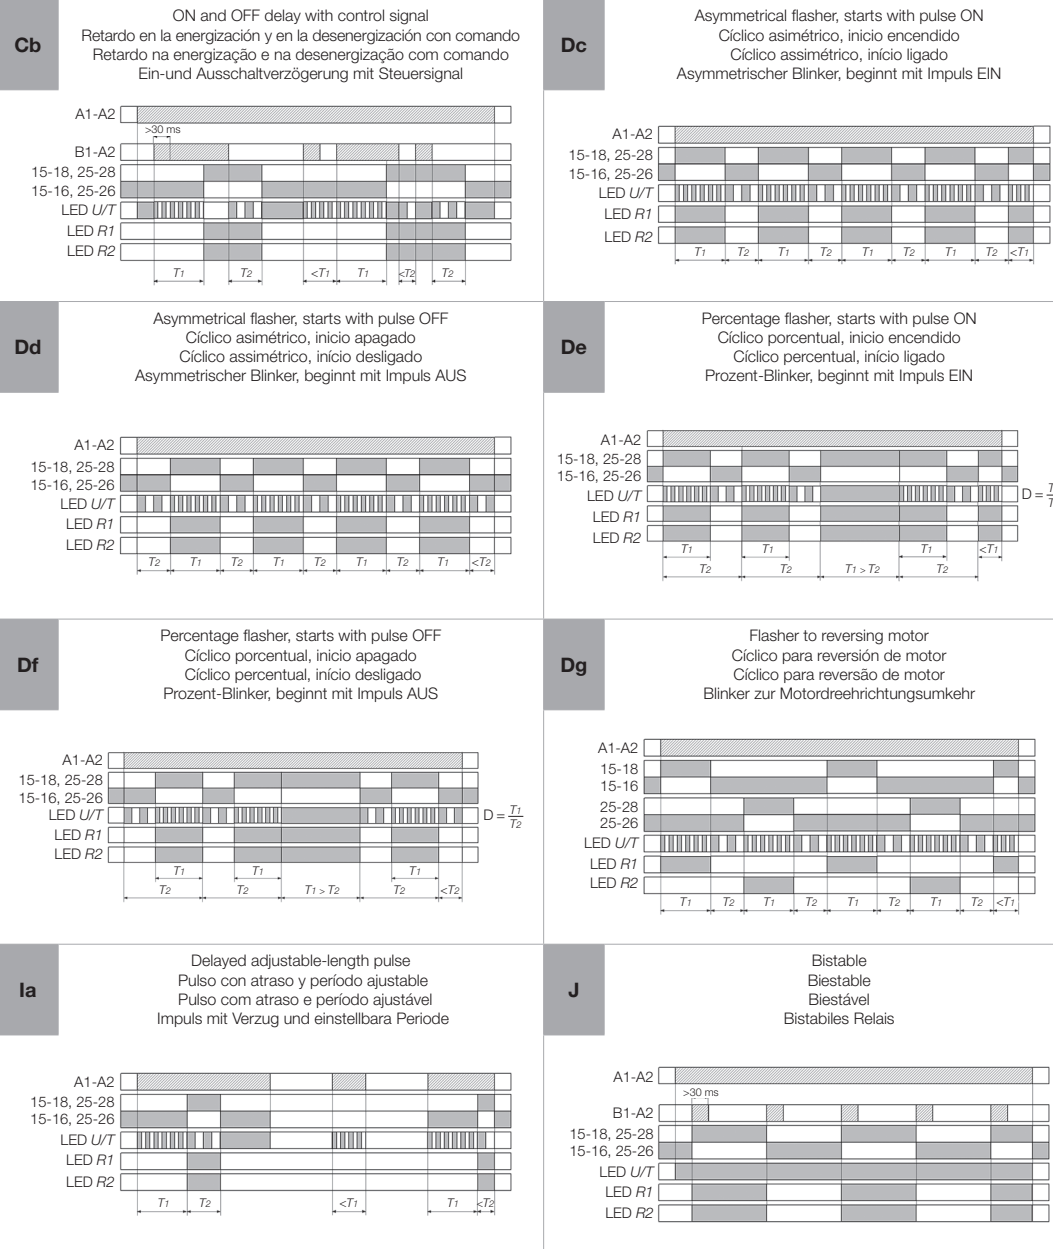 Cb
ON and OFF delay with control signal
Retardo en la energización y en la desenergización con comando
Retardo na energização e na desenergização com comando
Ein-und Ausschaltverzögerung mit Steuersignal
A1-A2
>30 ms
B1-A2
15-18, 25-28
15-16, 25-26
LED U/T
LED R1
LED R2
T1 T2 <T1 T1 <T2 T2
Dc
Asymmetrical flasher, starts with pulse ON
Cíclico asimétrico, inicio encendido
Cíclico assimétrico, início ligado
Asymmetrischer Blinker, beginnt mit Impuls EIN
A1-A2
15-18, 25-28
15-16, 25-26
LED U/T
LED R1
LED R2
T1 T2 T1 T2 T1 T2 T1 T2 <T1
Dd
Asymmetrical flasher, starts with pulse OFF
Cíclico asimétrico, inicio apagado
Cíclico assimétrico, início desligado
Asymmetrischer Blinker, beginnt mit Impuls AUS
A1-A2
15-18, 25-28
15-16, 25-26
LED U/T
LED R1
LED R2
T2 T1 T2 T1 T2 T1 T2 T1 <T2
De
Percentage flasher, starts with pulse ON
Cíclico porcentual, inicio encendido
Cíclico percentual, início ligado
Prozent-Blinker, beginnt mit Impuls EIN
A1-A2
15-18, 25-28
15-16, 25-26
LED U/T
D = T
T
LED R1
LED R2
T1 T1 T1 <T1
T2 T2 T1 > T2 T2
Df
Percentage flasher, starts with pulse OFF
Cíclico porcentual, inicio apagado
Cíclico percentual, início desligado
Prozent-Blinker, beginnt mit Impuls AUS
A1-A2
15-18, 25-28
15-16, 25-26
LED U/T
D = T1
T2
LED R1
LED R2
T1 T1 T1
T2 T2 T1 > T2 T2 <T2
Dg
Flasher to reversing motor
Cíclico para reversión de motor
Cíclico para reversão de motor
Blinker zur Motordreehrichtungsumkehr
A1-A2
15-18
15-16
25-28
25-26
LED U/T
LED R1
LED R2
T1 T2 T1 T2 T1 T2 T1 T2 <T1
Ia
Delayed adjustable-length pulse
Pulso con atraso y período ajustable
Pulso com atraso e período ajustável
Impuls mit Verzug und einstellbara Periode
A1-A2
15-18, 25-28
15-16, 25-26
LED U/T
LED R1
LED R2
T1 T2 <T1 T1 <T2
J
Bistable
Biestable
Biestável
Bistabiles Relais
A1-A2
>30 ms
B1-A2
15-18, 25-28
15-16, 25-26
LED U/T
LED R1
LED R2